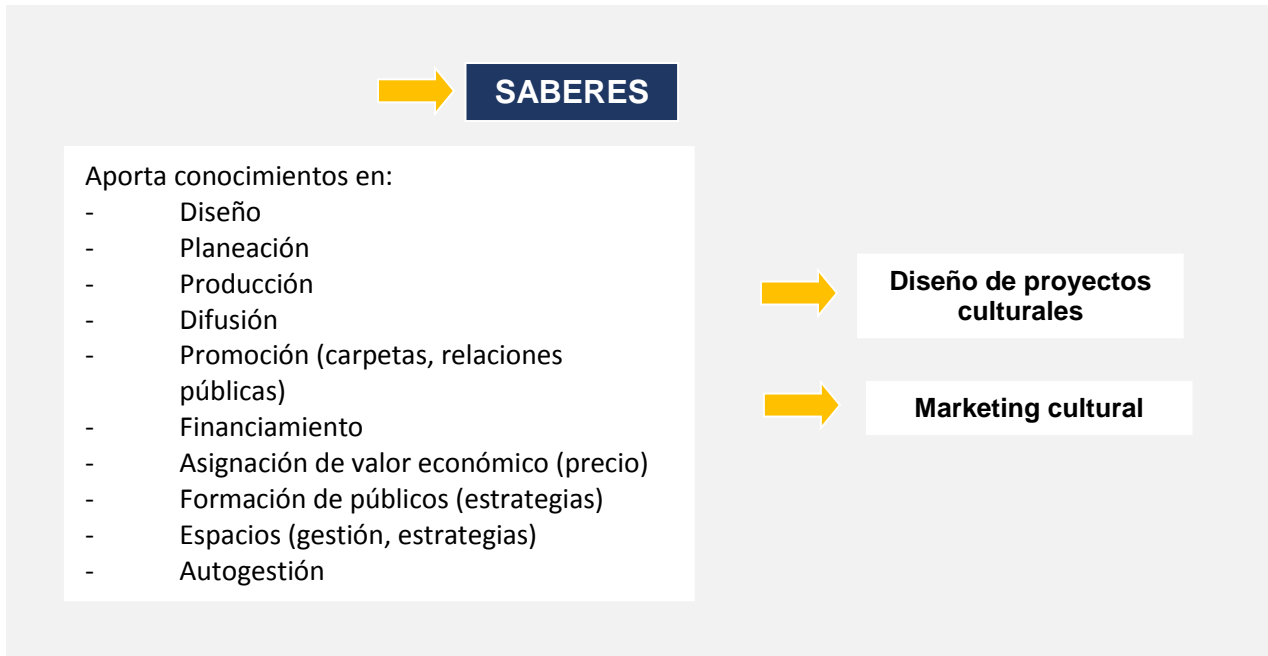 SABERES
Aporta conocimientos en:
- Diseño
- Planeación
- Producción
- Difusión
- Promoción (carpetas, relaciones
públicas)
- Financiamiento
- Asignación de valor económico (precio)
- Formación de públicos (estrategias)
- Espacios (gestión, estrategias)
- Autogestión
Diseño de proyectos
culturales
Marketing cultural